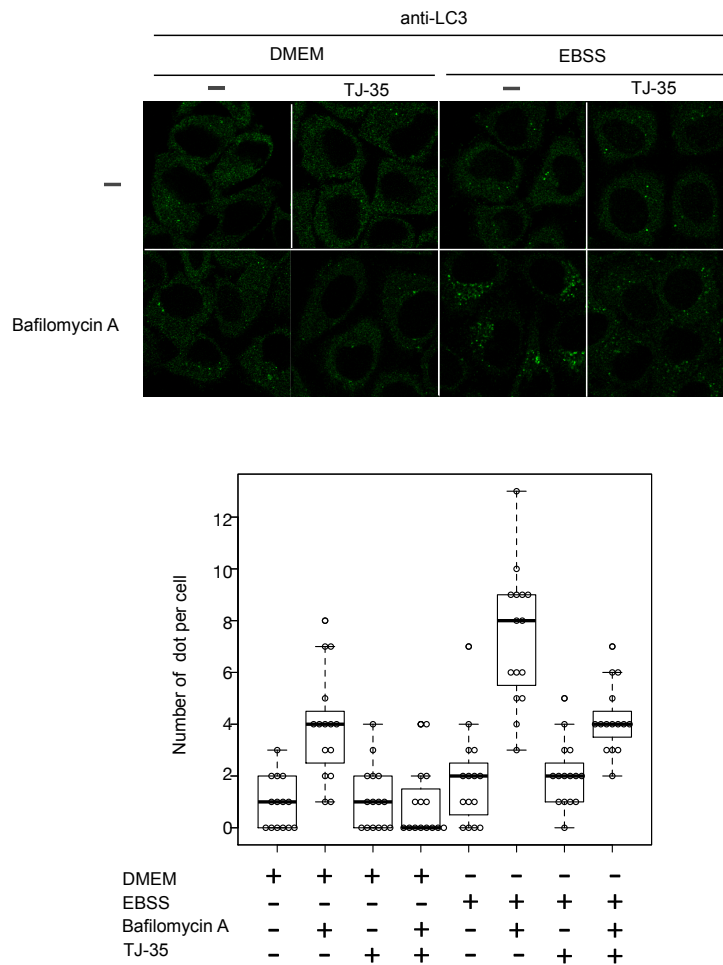 anti-LC3
DMEM EBSS
– TJ-35 – TJ-35
–
Bafilomycin A
Number of dot per cell
12
10
8
6
4
2
0
DMEM + + + + - - - -
EBSS - - - - + + + +
Bafilomycin A - + - + - + - +
TJ-35 - - + + - - + +